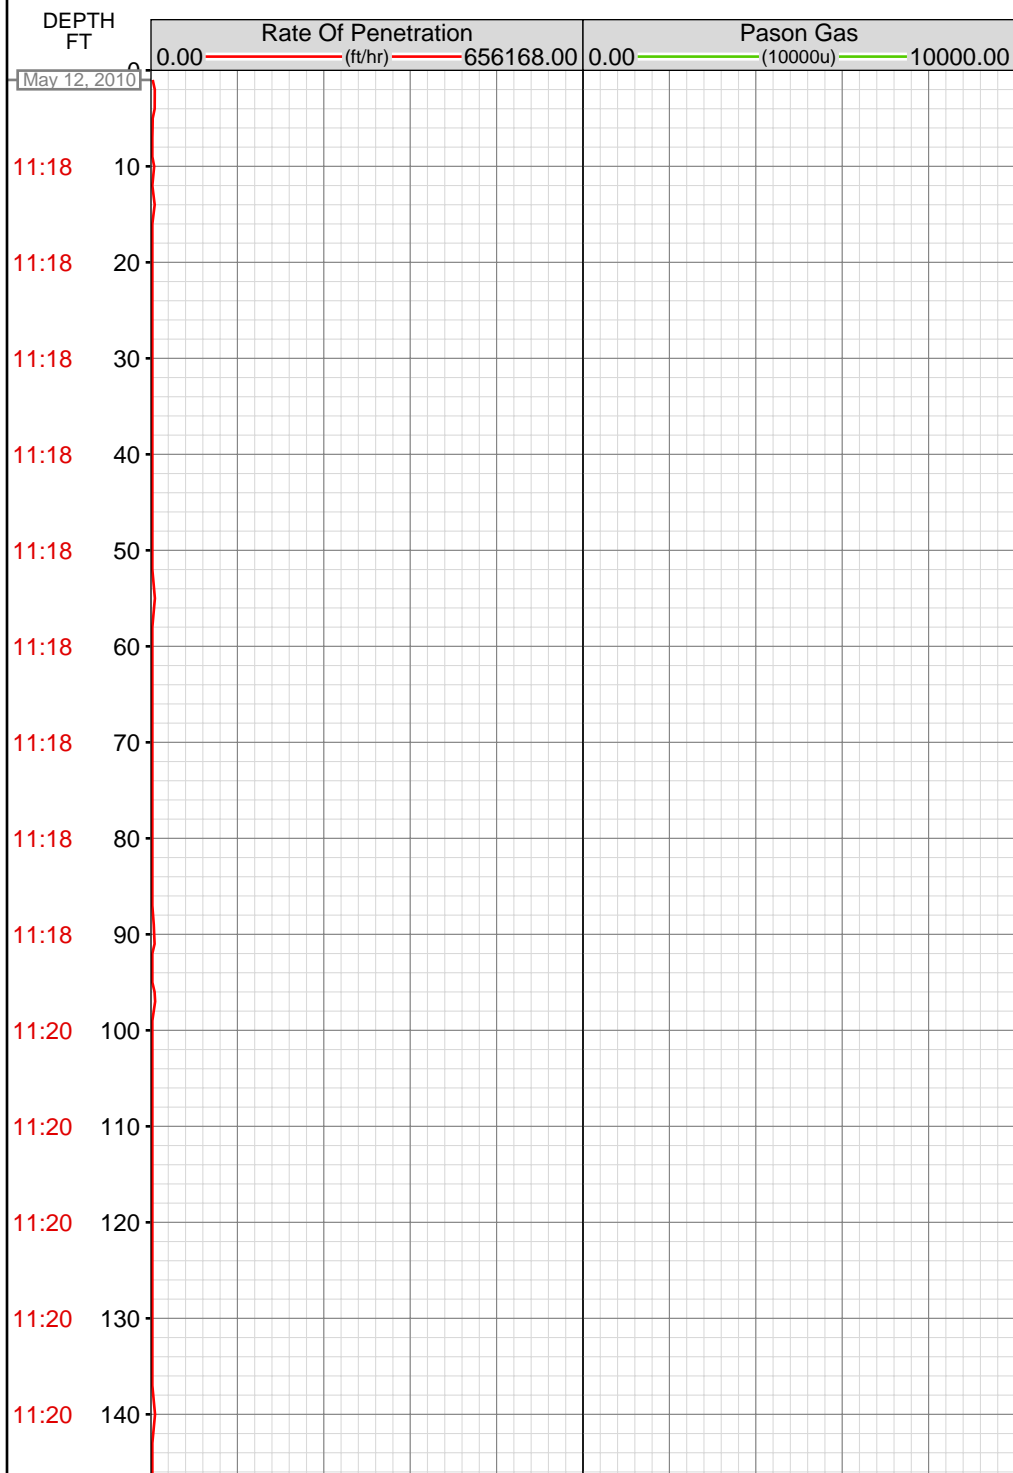 DEPTH
FT
Rate Of Penetration
0.00 (ft/hr) 656168.00
Pason Gas
0.00 (10000u) 10000.00
0
May 12, 2010
11:18 10
11:18 20
11:18 30
11:18 40
11:18 50
11:18 60
11:18 70
11:18 80
11:18 90
11:20 100
11:20 110
11:20 120
11:20 130
11:20 140